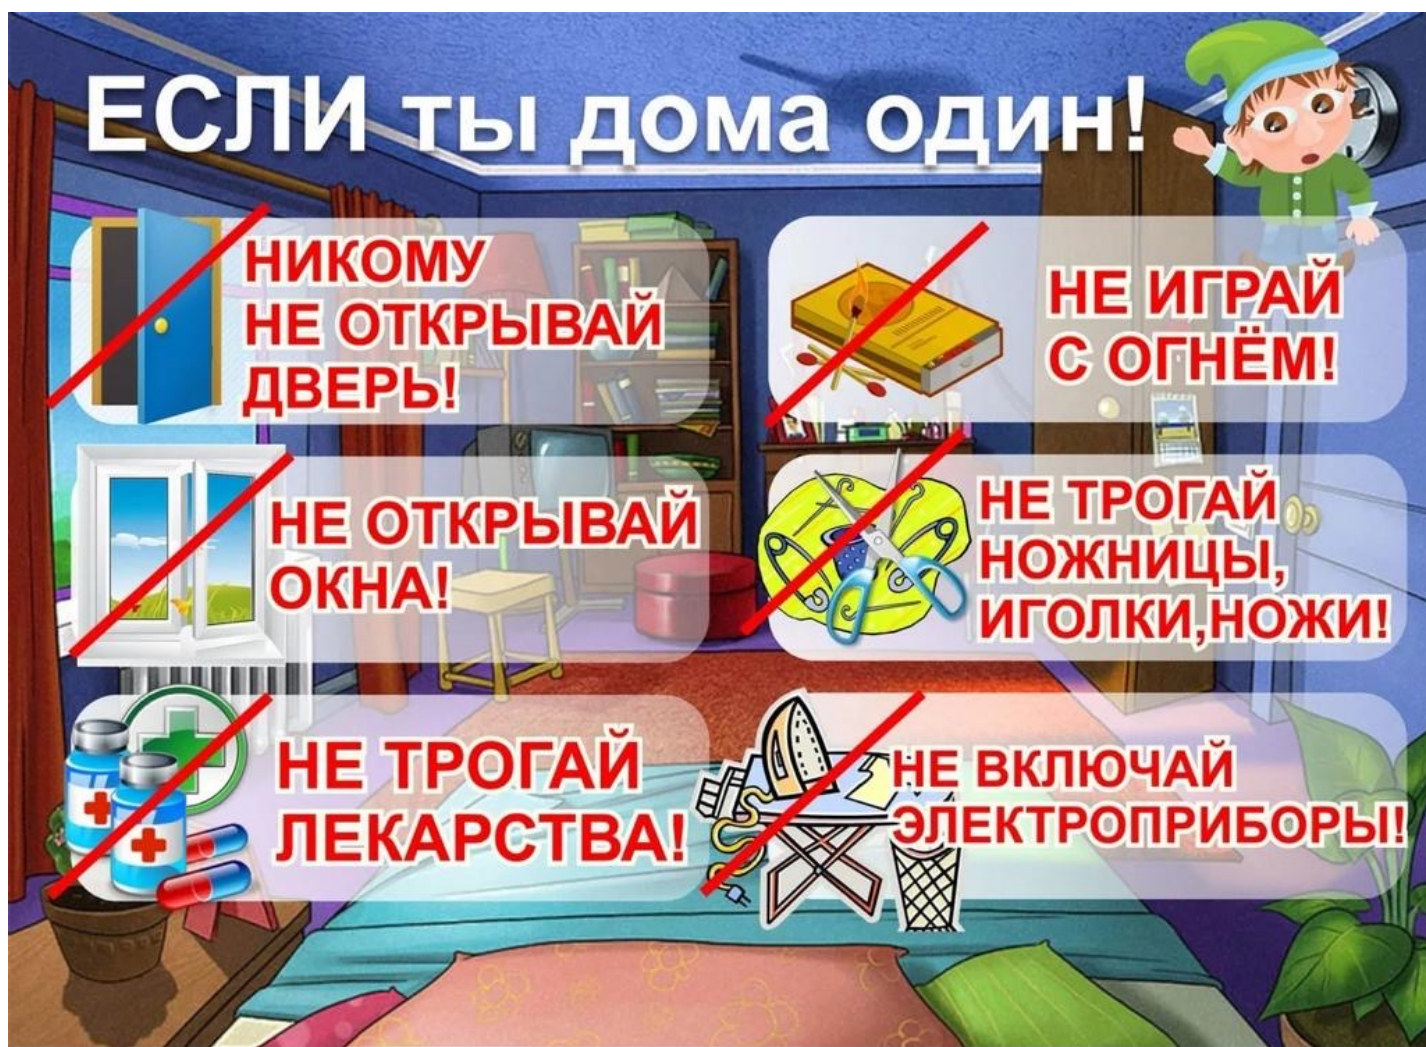 ЕСЛИ ты дома один!
НИКОМУ
НЕ ОТКРЫВАЙ
ДВЕРЬ!
НЕ ИГРАЙ
С ОГНЁМ!
НЕ ОТКРЫВАЙ
ОКНА!
НЕ ТРОГАЙ
НОЖНИЦЫ,
ИГОЛКИ,НОЖИ!
НЕ ТРОГАЙ
ЛЕКАРСТВА!
НЕ ВКЛЮЧАЙ
ЭЛЕКТРОПРИБОРЫ!